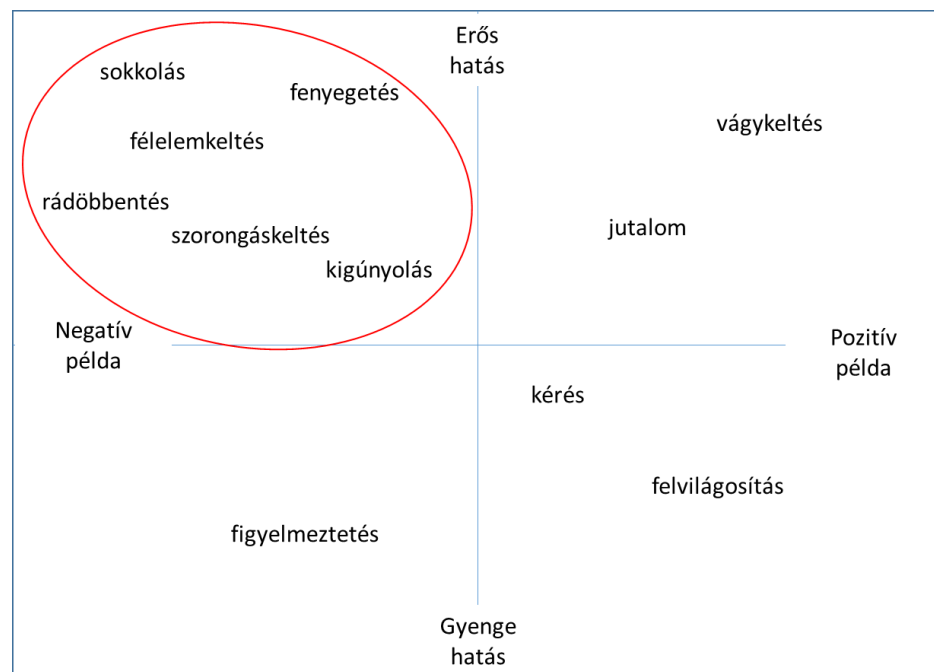 Erős
hatás
sokkolás
fenyegetés
vágykeltés
félelemkeltés
rádöbbentés
jutalom
szorongáskeltés
kigúnyolás
Negatív
példa
Pozitív
példa
kérés
felvilágosítás
figyelmeztetés
Gyenge
hatás